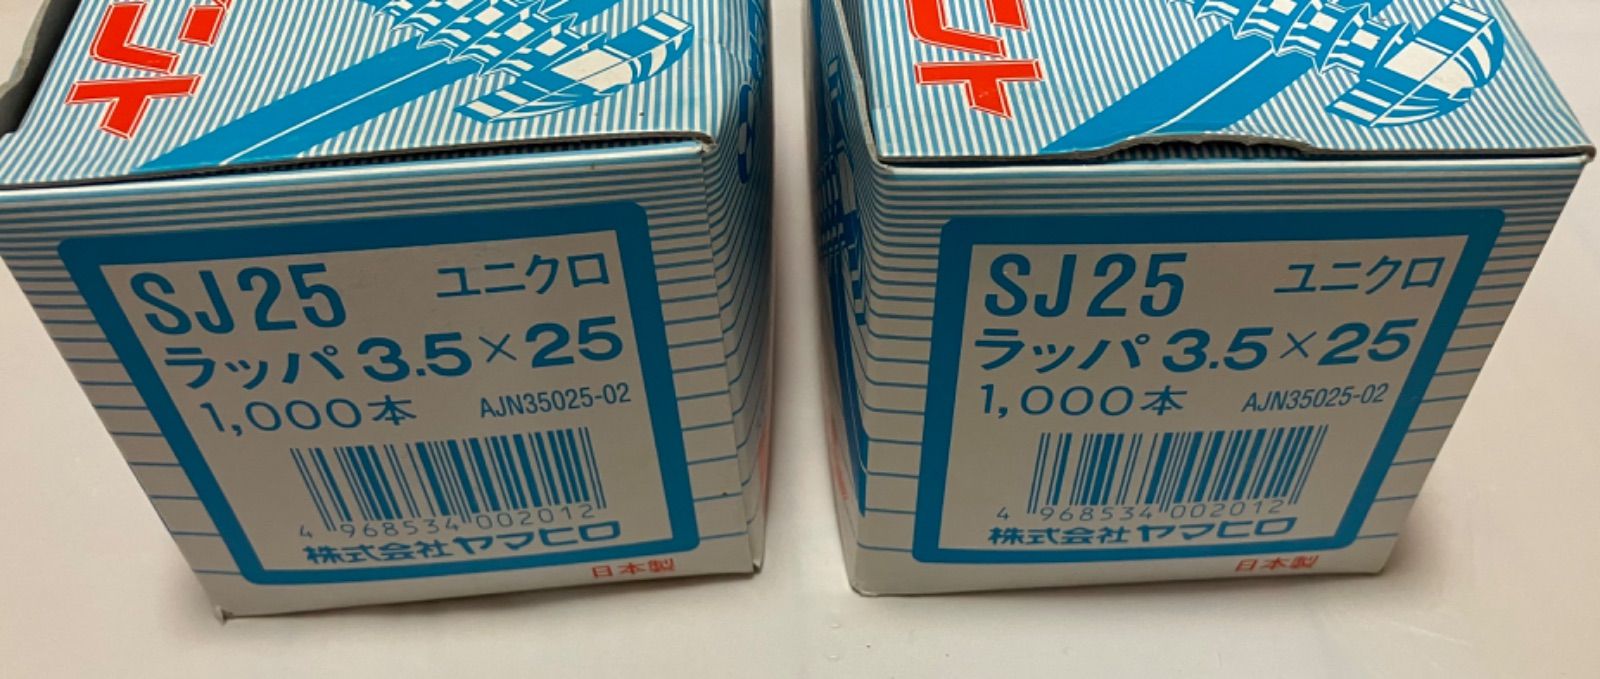 SJ25 ユニクロ
ラッパ 3.5×25
1,000本 AJN35025-02
4 968534 002012
株式会社ヤマヒロ
日本製
SJ25 ユニクロ
ラッパ 3.5×25
1,000本 AJN35025-02
4 968534 002012
株式会社ヤマヒロ
日本製